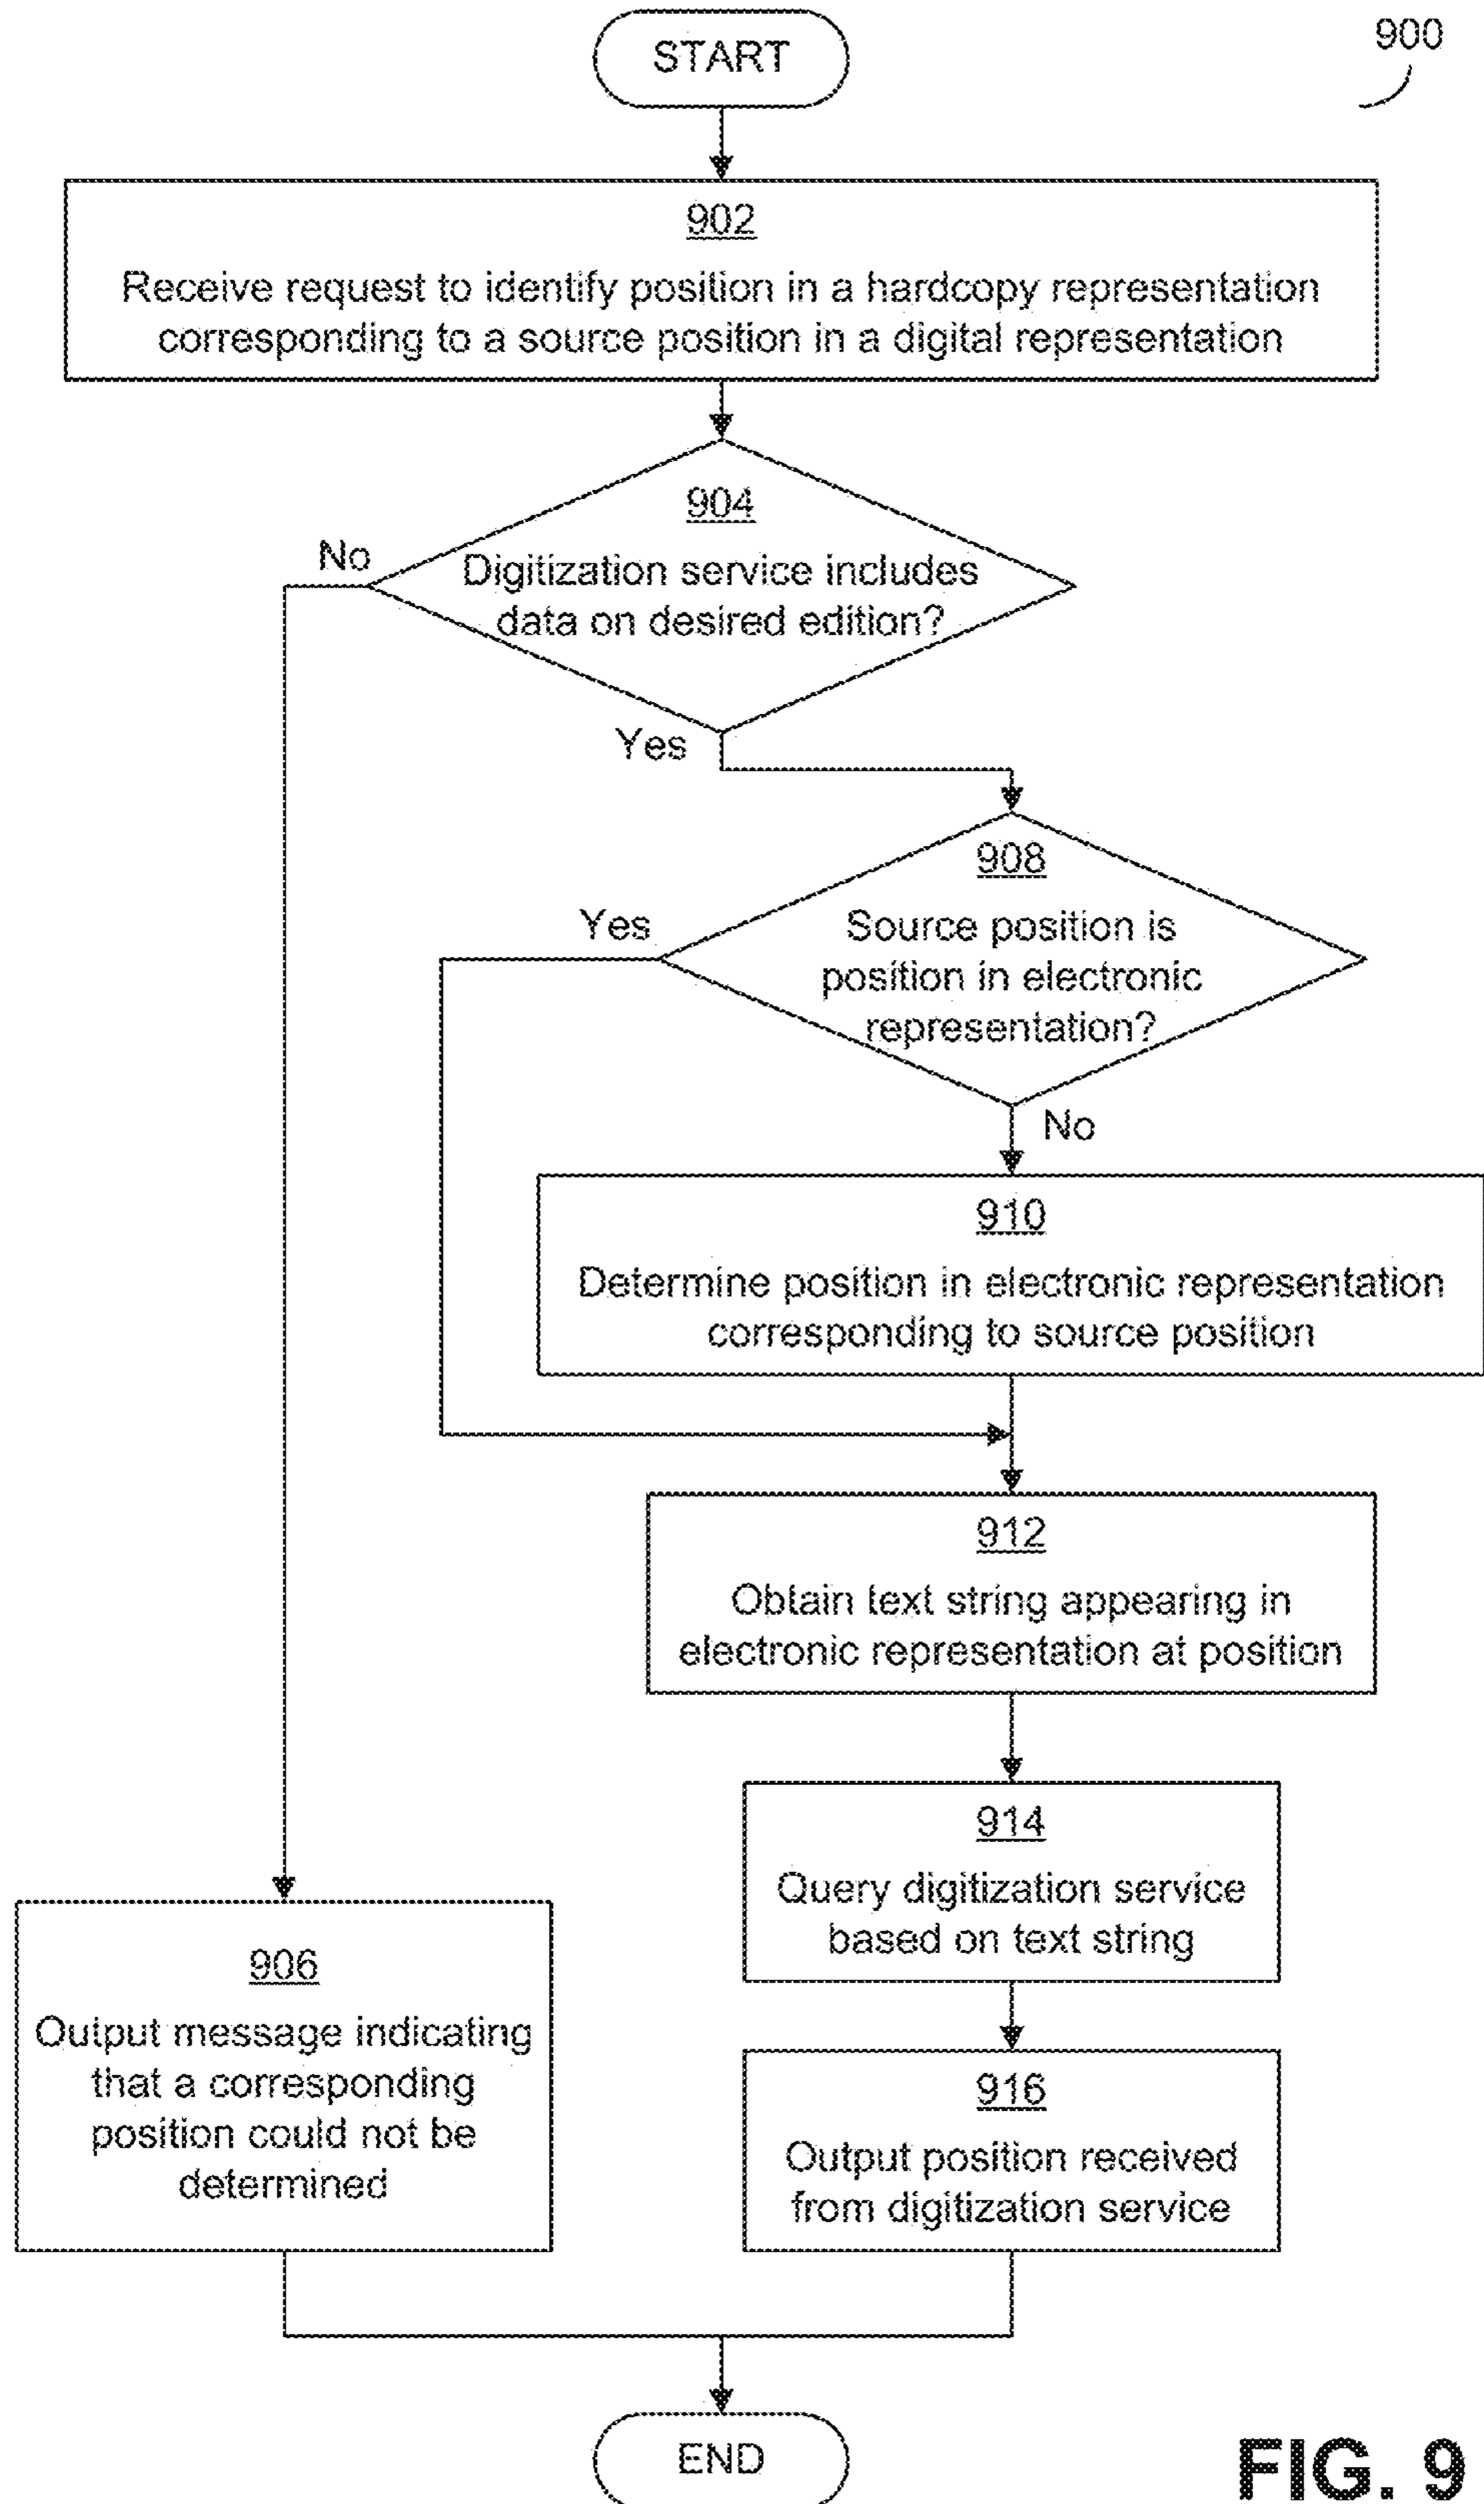 START
900
902
Receive request to identify position in a hardcopy representation
corresponding to a source position in a digital representation
904
Digitization service includes
data on desired edition?
No
Yes
908
Source position is
position in electronic
representation?
Yes
No
910
Determine position in electronic representation
corresponding to source position
912
Obtain text string appearing in
electronic representation at position
914
Query digitization service
based on text string
906
Output message indicating
that a corresponding
position could not be
determined
916
Output position received
from digitization service
END
FIG. 9